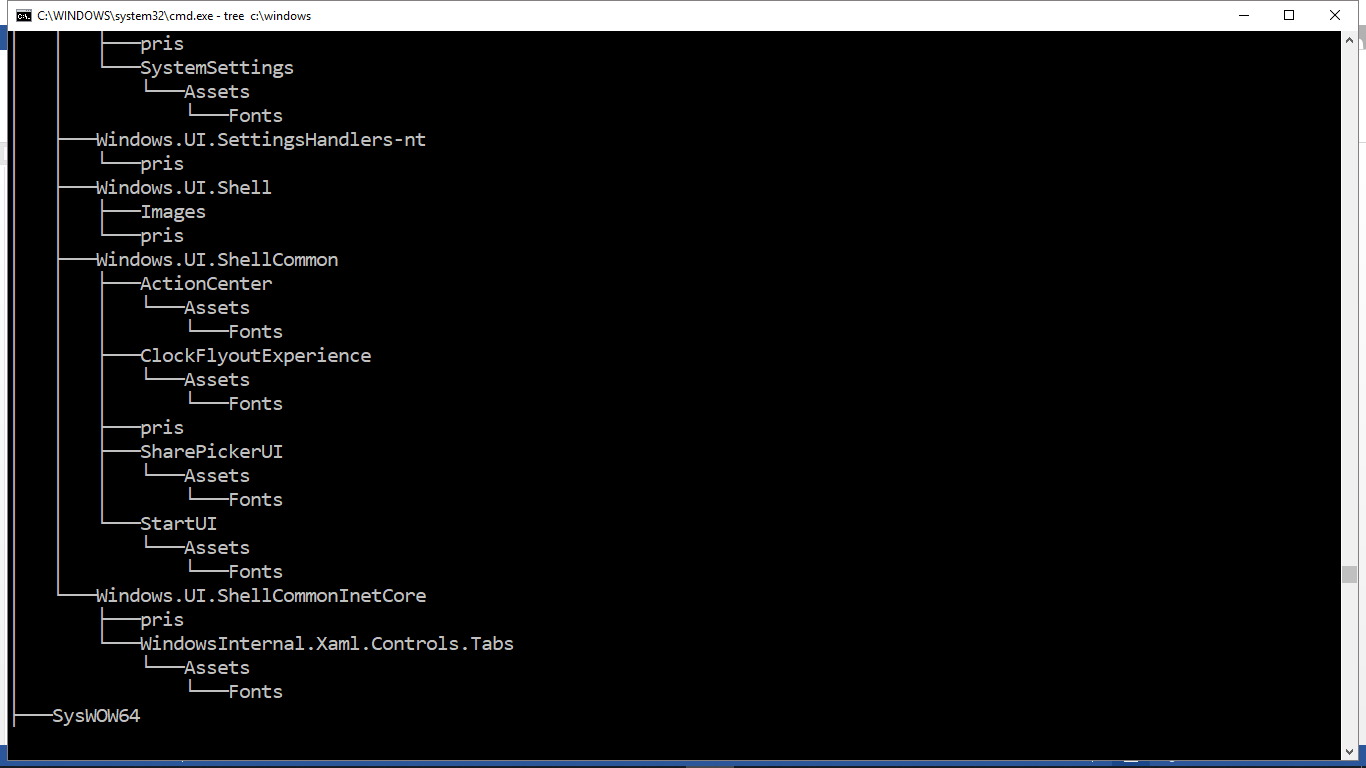 C:\WINDOWS\system32\cmd.exe - tree  c:\windows
pris
SystemSettings
Assets
Fonts
Windows.UI.SettingsHandlers-nt
pris
Windows.UI.Shell
Images
pris
Windows.UI.ShellCommon
ActionCenter
Assets
Fonts
ClockFlyoutExperience
Assets
Fonts
pris
SharePickerUI
Assets
Fonts
StartUI
Assets
Fonts
Windows.UI.ShellCommonInetCore
pris
WindowsInternal.Xaml.Controls.Tabs
Assets
Fonts
SysWOW64